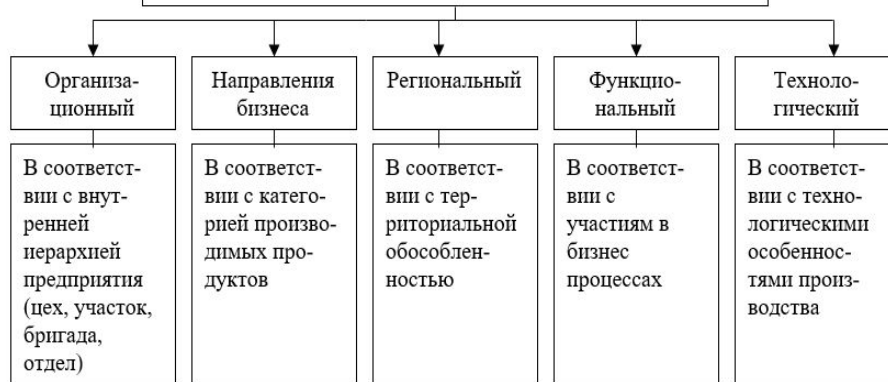 Организа-
ционный
Направления
бизнеса
Региональный
Функцио-
нальный
Техноло-
гический
В соответст-
вии с внут-
ренней
иерархией
предприятия
(цех, участок,
бригада,
отдел)
В соответст-
вии с катего-
рией произво-
димых про-
дуктов
В соответст-
вии с тер-
риториальной
обособлен-
ностью
В соответст-
вии с
участиям в
бизнес
процессах
В соответст-
вии с техно-
логическими
особеннос-
тями произ-
водства